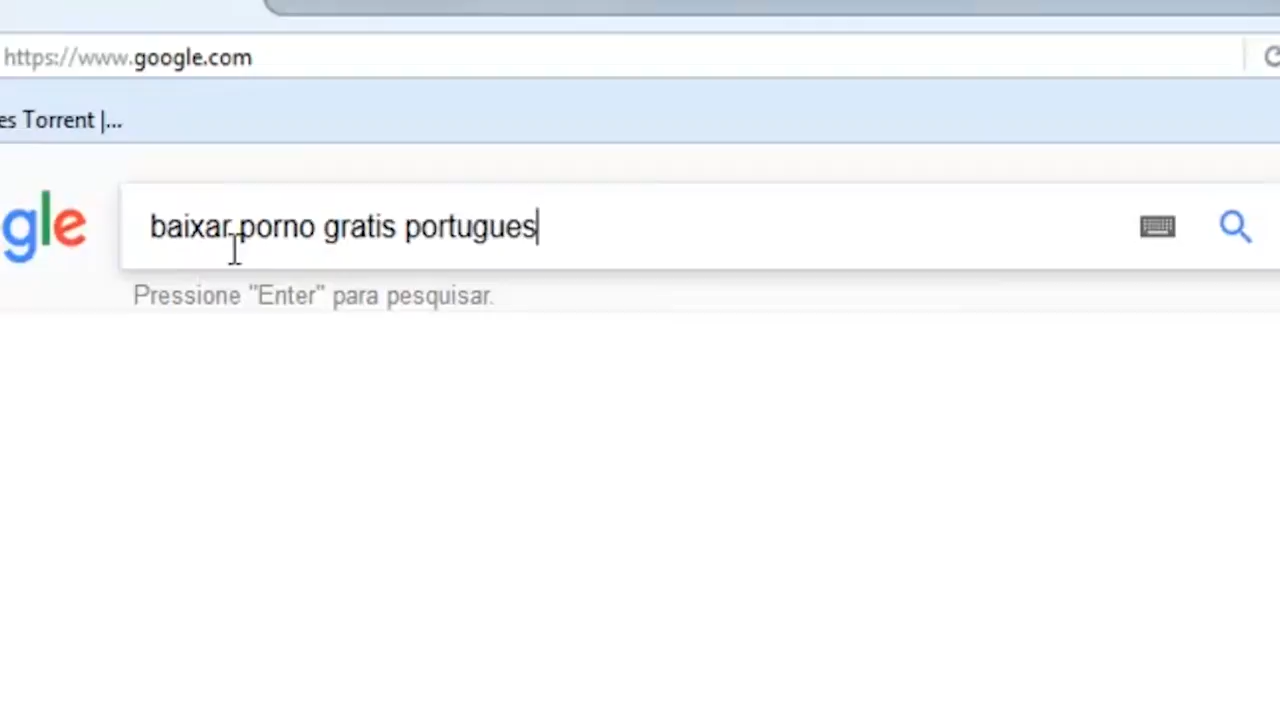 https://www.google.com
es Torrent |...
gle
baixar porno gratis portugues
Pressione "Enter" para pesquisar.